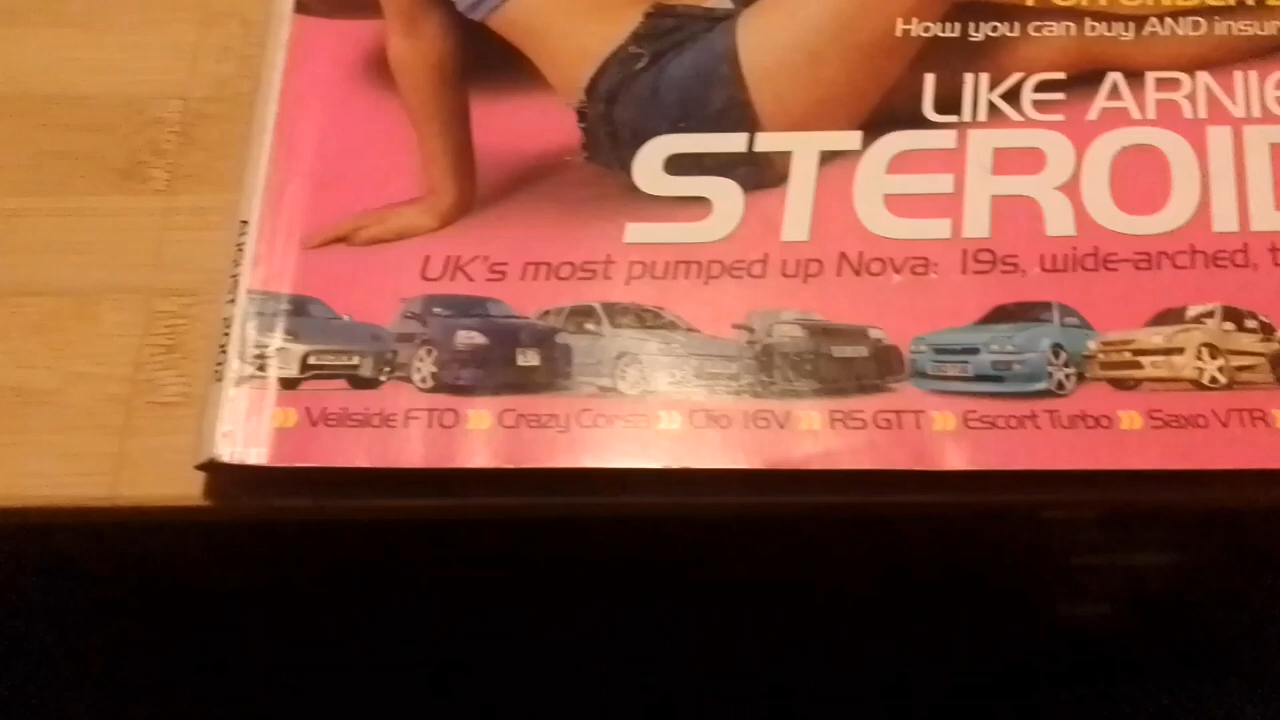 How you can buy AND insur
LIKE ARNIE
STEROID
UK's most pumped up Nova: 19s, wide-arched, t
Veilside FTO » Crazy Corsa » Clio 16V » R5 GTT » Escort Turbo » Saxo VTR